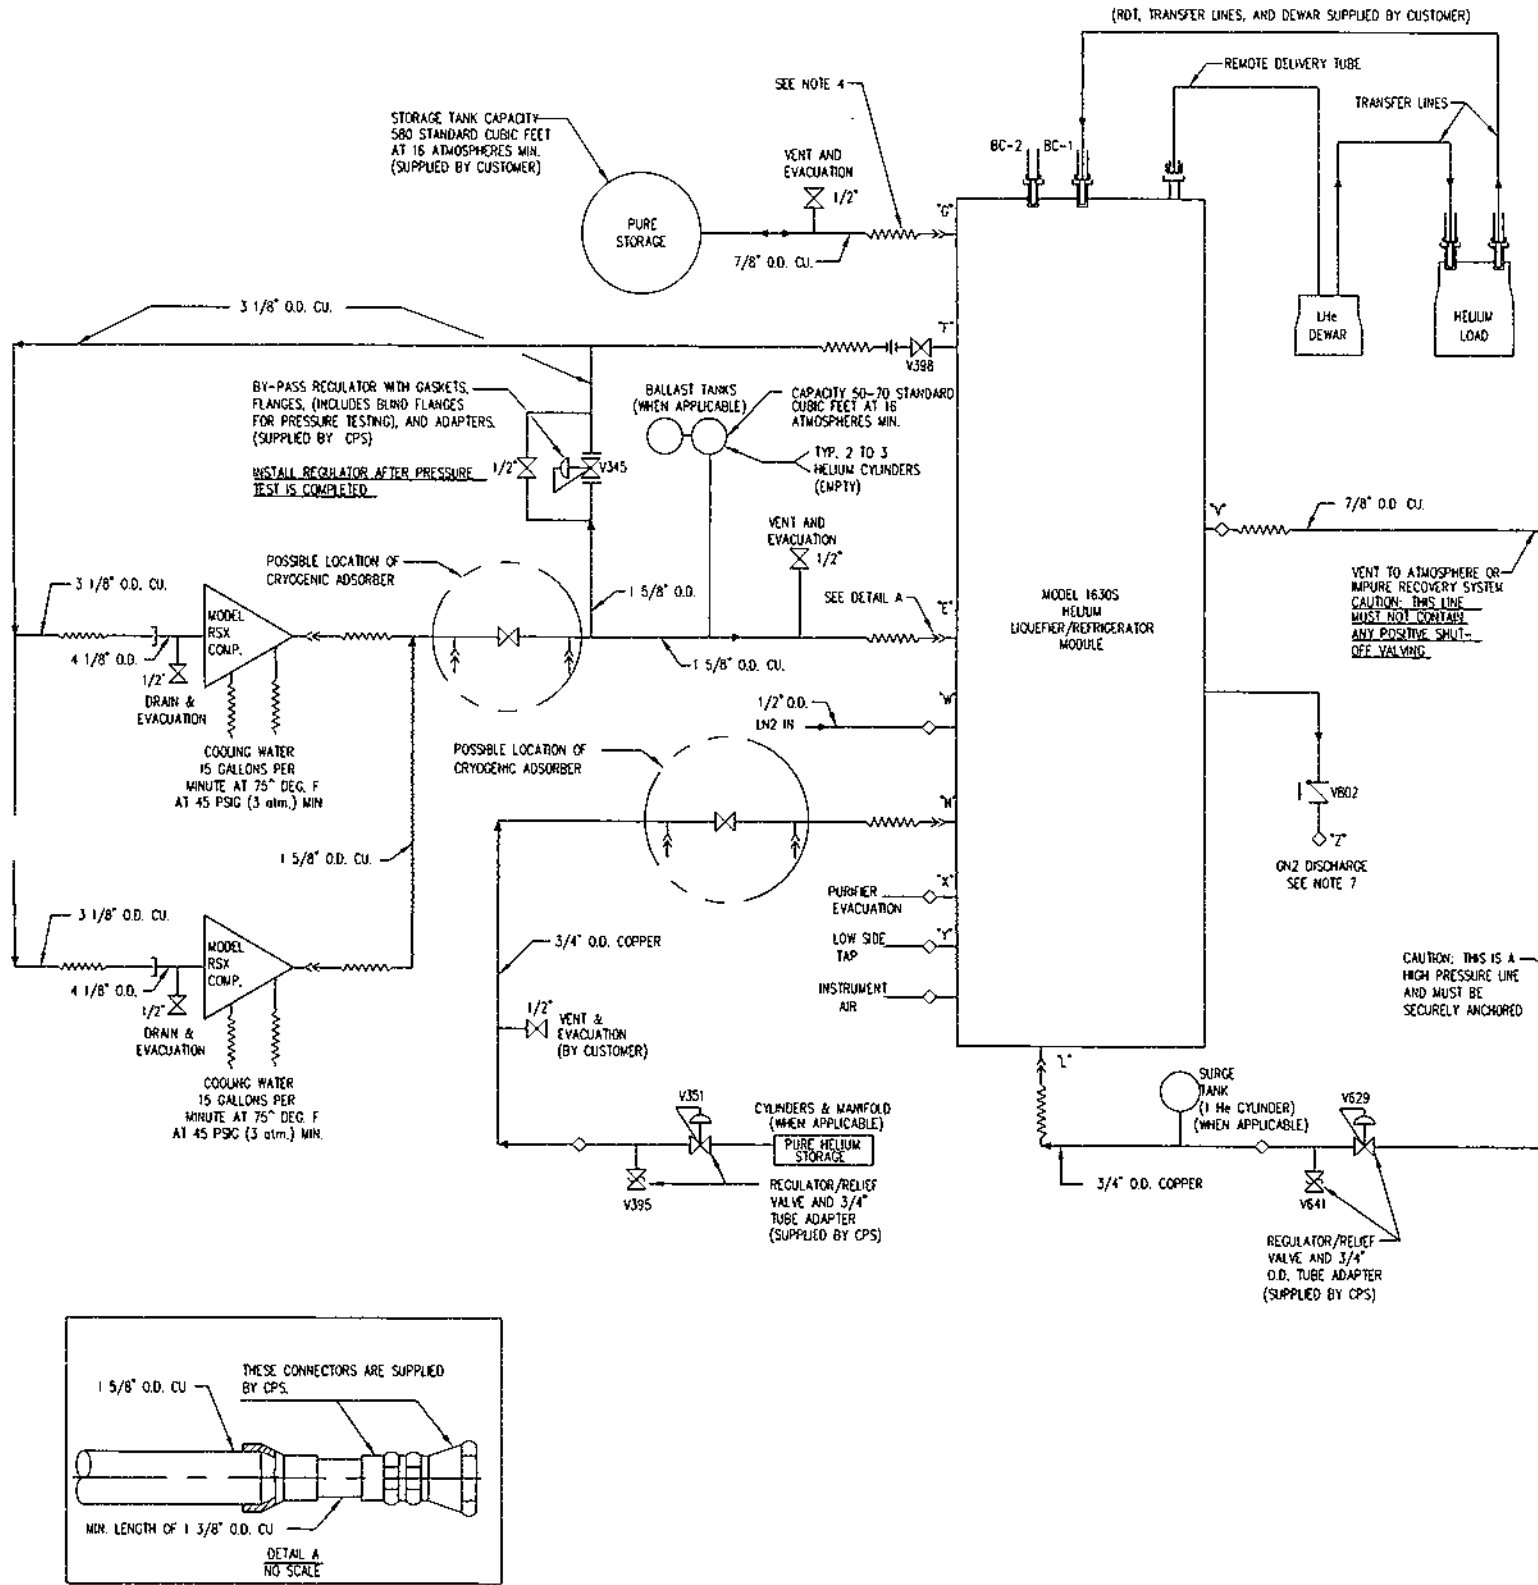 (RDT, TRANSFER LINES, AND DEWAR SUPPLIED BY CUSTOMER)
REMOTE DELIVERY TUBE
SEE NOTE 4
TRANSFER LINES
STORAGE TANK CAPACITY
580 STANDARD CUBIC FEET
AT 16 ATMOSPHERES MIN.
(SUPPLIED BY CUSTOMER)
VENT AND
EVACUATION
1/2"
BC-2
BC-1
PURE
STORAGE
"G"
7/8" O.D. CU.
3 1/8" O.D. CU.
"F"
V398
LHe
DEWAR
HELIUM
LOAD
BY-PASS REGULATOR WITH GASKETS,
FLANGES, (INCLUDES BLIND FLANGES
FOR PRESSURE TESTING), AND ADAPTERS.
(SUPPLIED BY CPS)
INSTALL REGULATOR AFTER PRESSURE
TEST IS COMPLETED
1/2"
V345
BALLAST TANKS
(WHEN APPLICABLE)
CAPACITY 50-70 STANDARD
CUBIC FEET AT 16
ATMOSPHERES MIN.
TYP. 2 TO 3
HELIUM CYLINDERS
(EMPTY)
VENT AND
EVACUATION
1/2"
"V"
7/8" O.D CU.
VENT TO ATMOSPHERE OR
IMPURE RECOVERY SYSTEM
CAUTION: THIS LINE
MUST NOT CONTAIN
ANY POSITIVE SHUT-
OFF VALVING
POSSIBLE LOCATION OF
CRYOGENIC ADSORBER
3 1/8" O.D. CU.
4 1/8" O.D.
MODEL
RSX
COMP.
1/2"
DRAIN &
EVACUATION
COOLING WATER
15 GALLONS PER
MINUTE AT 75° DEG. F
AT 45 PSIG (3 atm.) MIN
1 5/8" O.D.
SEE DETAIL A
"E"
1 5/8" O.D. CU.
MODEL 1630S
HELIUM
LIQUEFIER/REFRIGERATOR
MODULE
1/2" O.D.
LN2 IN
"W"
POSSIBLE LOCATION OF
CRYOGENIC ADSORBER
"H"
V802
"Z"
GN2 DISCHARGE
SEE NOTE 7
1 5/8" O.D. CU.
PURIFIER
EVACUATION
"X"
LOW SIDE
TAP
"Y"
INSTRUMENT
AIR
3 1/8" O.D. CU.
4 1/8" O.D.
MODEL
RSX
COMP.
1/2"
DRAIN &
EVACUATION
COOLING WATER
15 GALLONS PER
MINUTE AT 75° DEG. F
AT 45 PSIG (3 atm.) MIN.
3/4" O.D. COPPER
1/2"
VENT &
EVACUATION
(BY CUSTOMER)
CAUTION: THIS IS A
HIGH PRESSURE LINE
AND MUST BE
SECURELY ANCHORED
"L"
SURGE
TANK
(1 He CYLINDER)
(WHEN APPLICABLE)
V629
V351
CYLINDERS & MANIFOLD
(WHEN APPLICABLE)
PURE HELIUM
STORAGE
V395
REGULATOR/RELIEF
VALVE AND 3/4"
TUBE ADAPTER
(SUPPLIED BY CPS)
3/4" O.D. COPPER
V641
REGULATOR/RELIEF
VALVE AND 3/4"
O.D. TUBE ADAPTER
(SUPPLIED BY CPS)
1 5/8" O.D. CU
THESE CONNECTORS ARE SUPPLIED
BY CPS.
MIN. LENGTH OF 1 3/8" O.D. CU
DETAIL A
NO SCALE